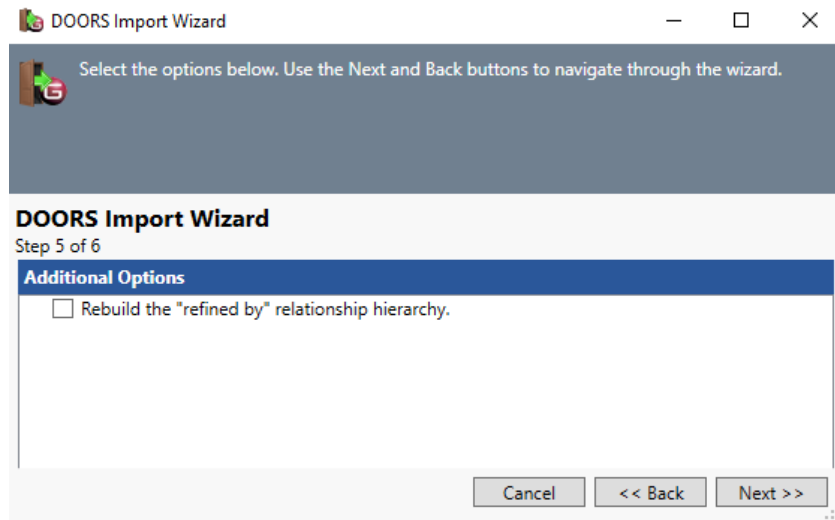 DOORS Import Wizard
Select the options below. Use the Next and Back buttons to navigate through the wizard.
DOORS Import Wizard
Step 5 of 6
Additional Options
Rebuild the "refined by" relationship hierarchy.
Cancel
<< Back
Next >>